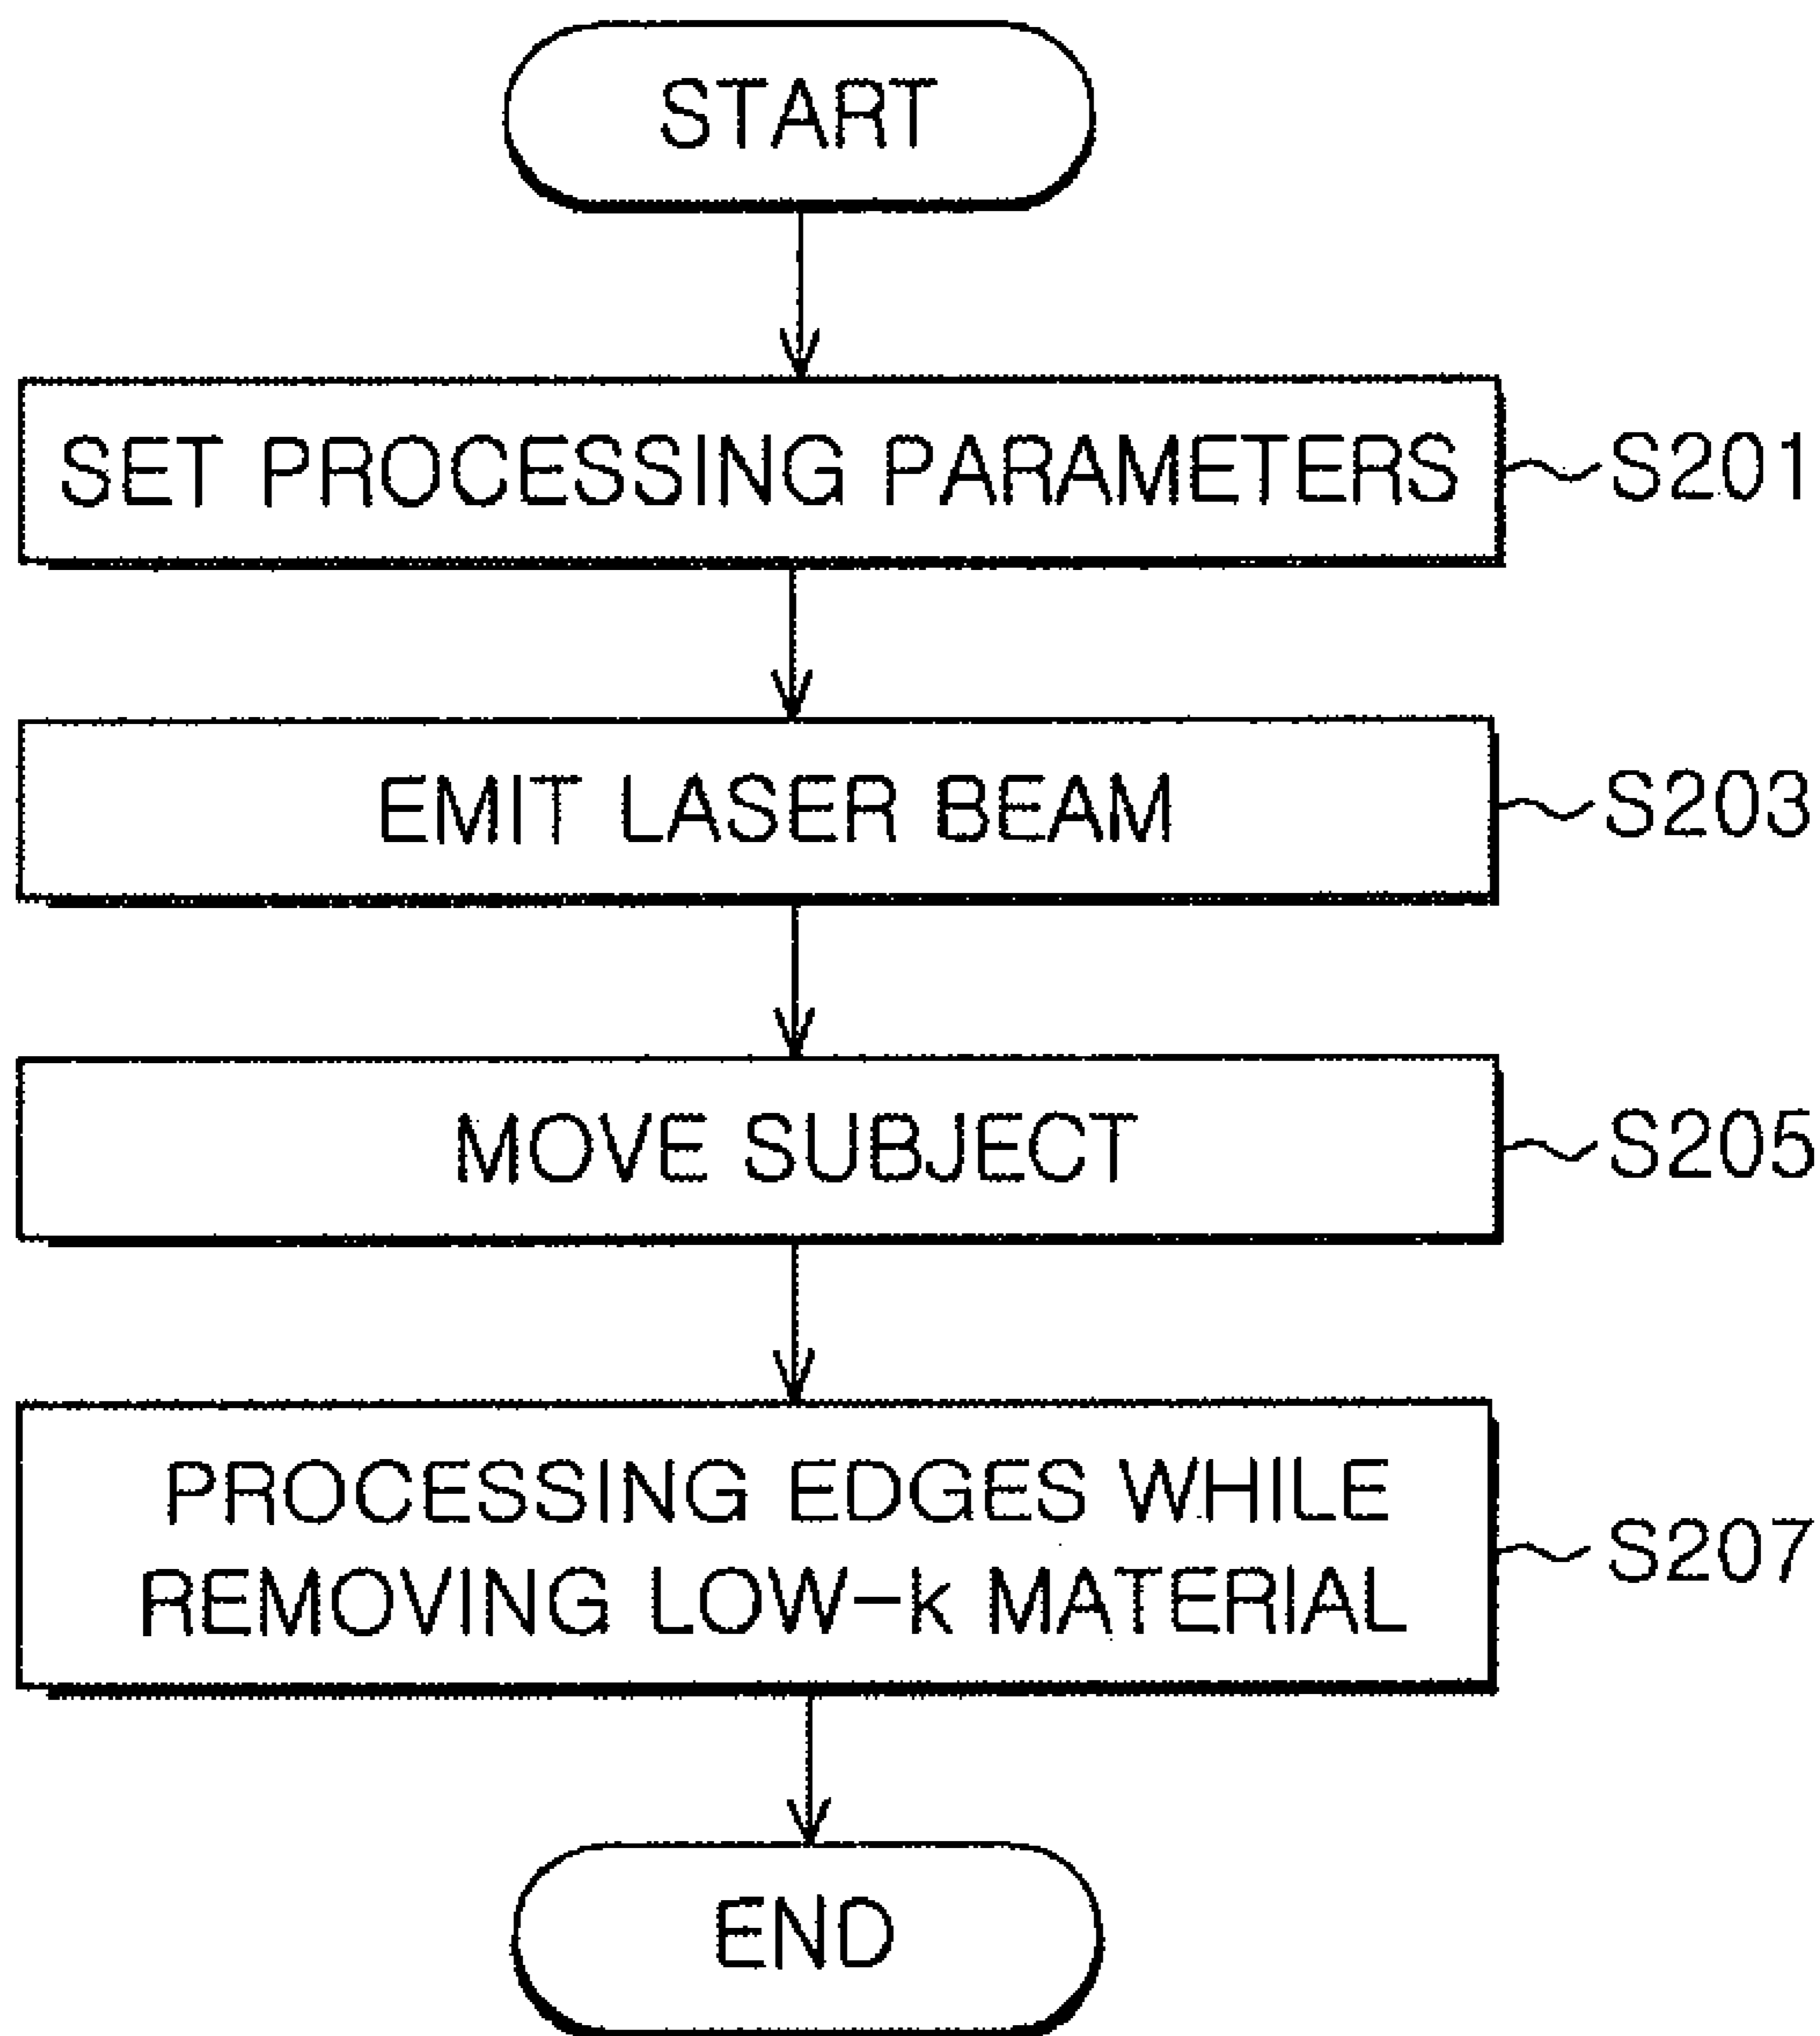 START
SET PROCESSING PARAMETERS
S201
EMIT LASER BEAM
S203
MOVE SUBJECT
S205
PROCESSING EDGES WHILE
REMOVING LOW-k MATERIAL
S207
END